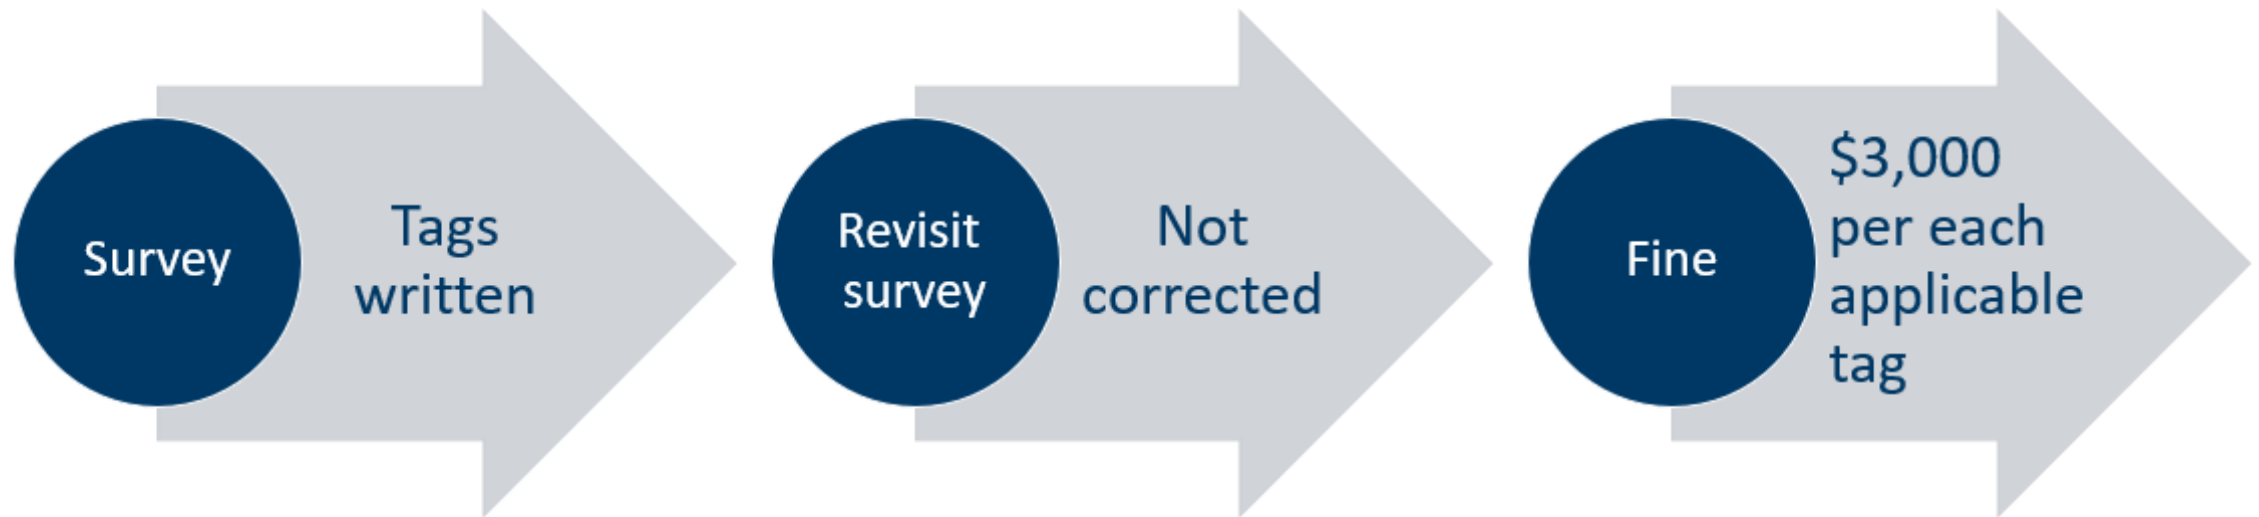 Survey
Tags
written
Revisit
survey
Not
corrected
Fine
$3,000
per each
applicable
tag